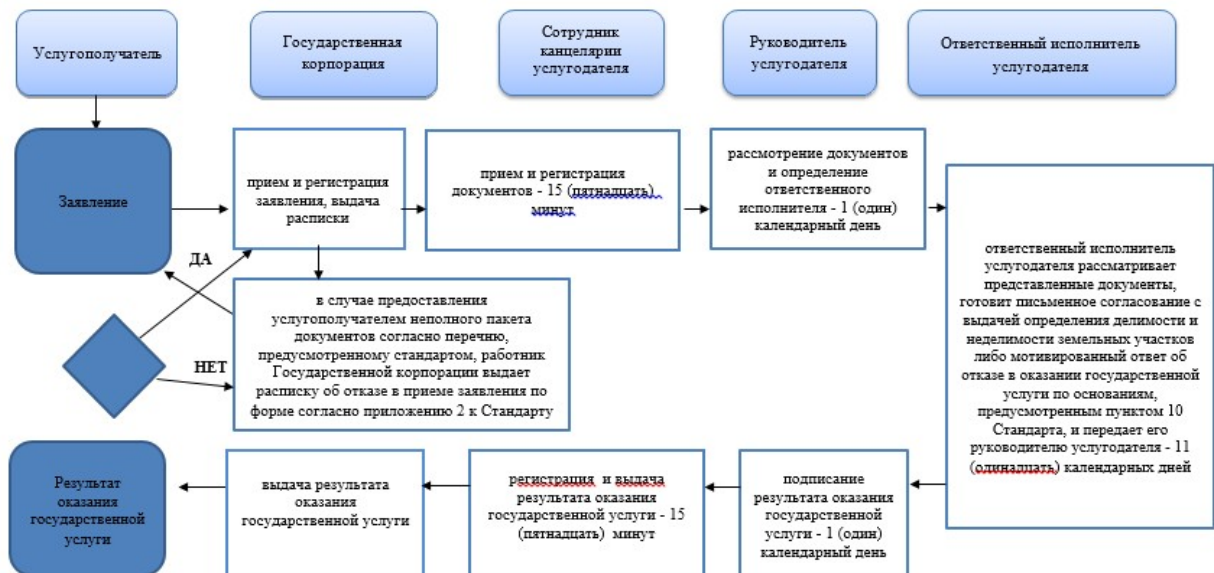 Услугополучатель
Государственная
корпорация
Сотрудник
канцелярии
услугодателя
Руководитель
услугодателя
Ответственный исполнитель
услугодателя
Заявление
прием и регистрация
заявления, выдача
расписки
прием и регистрация
документов - 15 (пятнадцать)
минут
рассмотрение документов
и определение
ответственного
исполнителя - 1 (один)
календарный день
ответственный исполнитель
услугодателя рассматривает
представленные документы,
готовит письменное согласование с
выдачей определения делимости и
неделимости земельных участков
либо мотивированный ответ об
отказе в оказании государственной
услуги по основаниям,
предусмотренным пунктом 10
Стандарта, и передает его
руководителю услугодателя - 11
(одинадцать) календарных дней
ДА
НЕТ
в случае предоставления
услугополучателем неполного пакета
документов согласно перечню,
предусмотренному стандартом, работник
Государственной корпорации выдает
расписку об отказе в приеме заявления по
форме согласно приложению 2 к Стандарту
Результат
оказания
государственной
услуги
выдача результата
оказания
государственной услуги
регистрация и выдача
результата оказания
государственной услуги - 15
(пятнадцать) минут
подписание
результата оказания
государственной
услуги - 1 (один)
календарный день